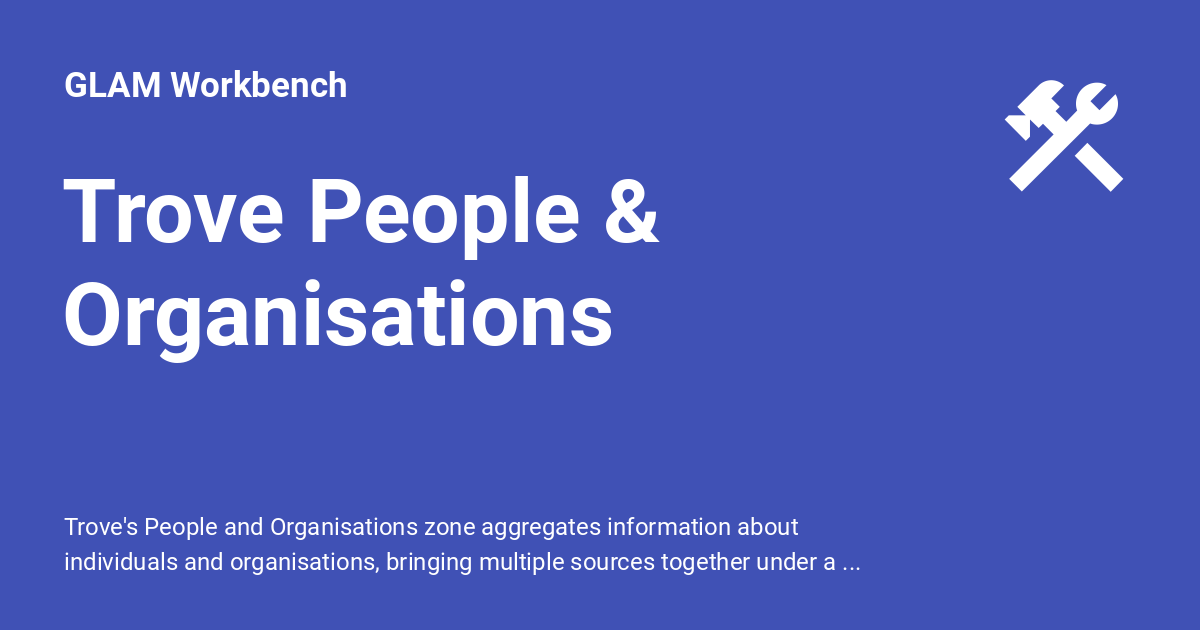 GLAM Workbench
Trove People &
Organisations
Trove's People and Organisations zone aggregates information about
individuals and organisations, bringing multiple sources together under a ...